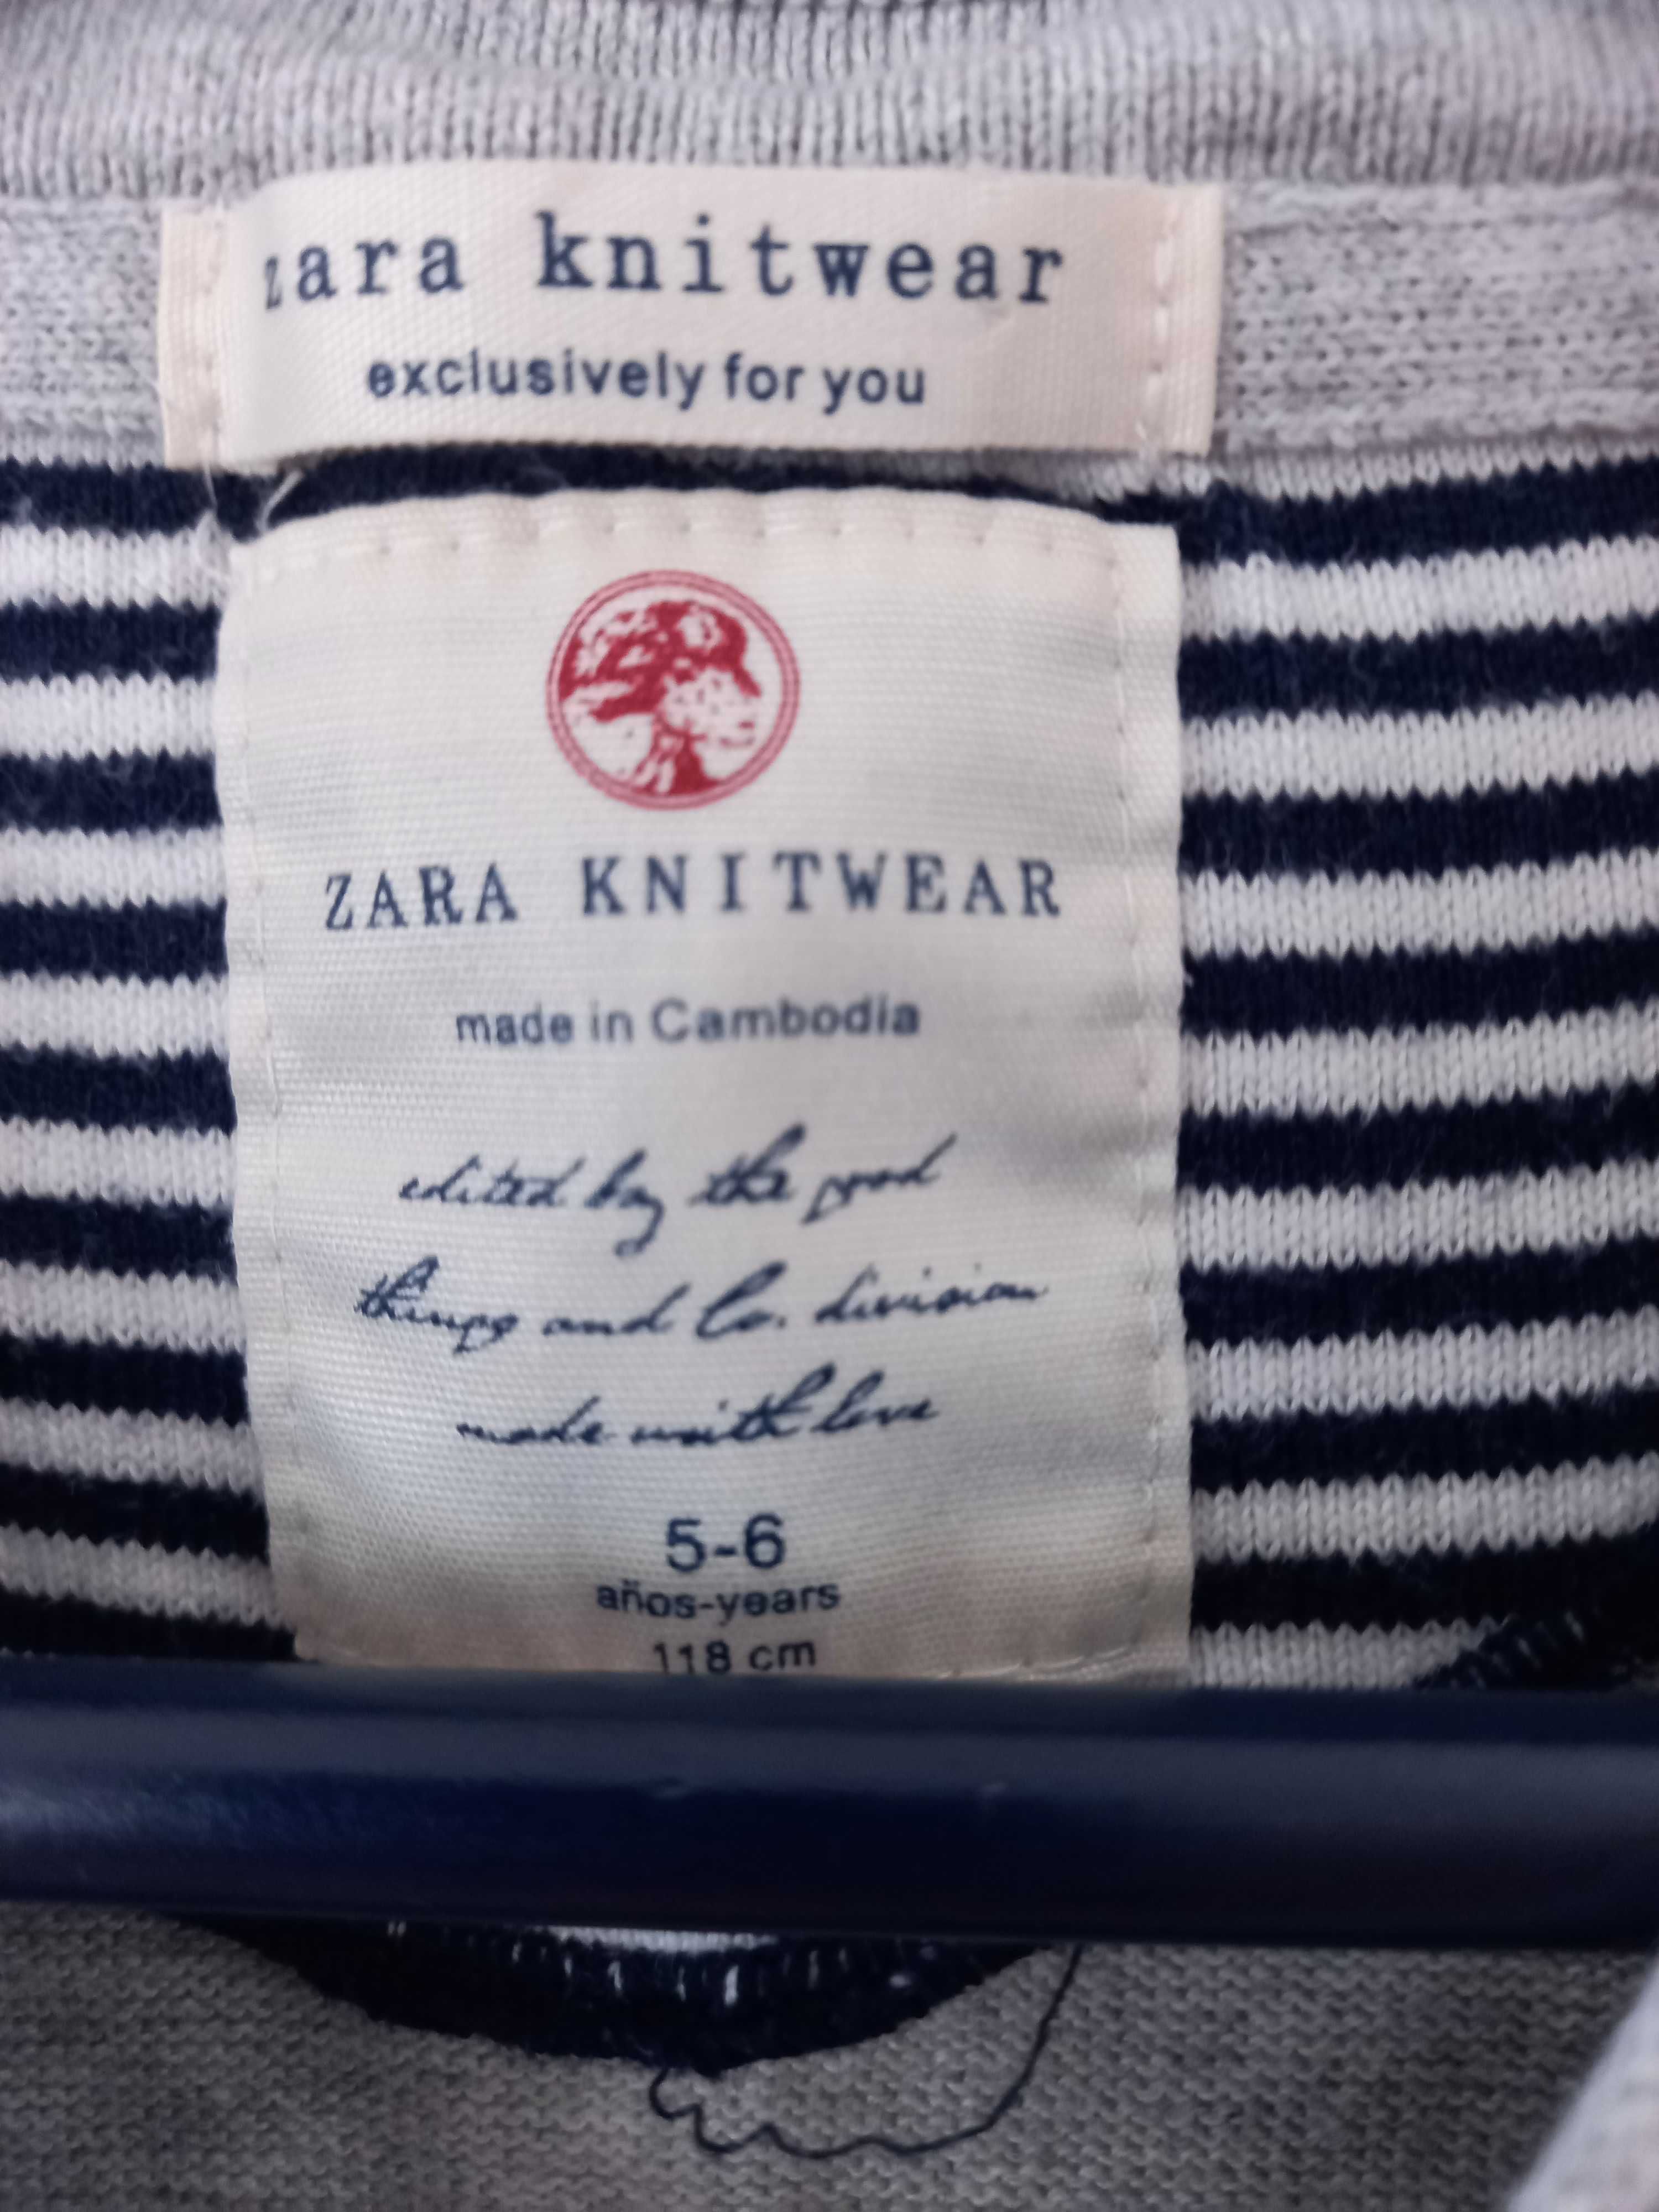 zara knitwear
exclusively for you
ZARA KNITWEAR
made in Cambodia
edited by the good
things and Co. division
made with love
5-6
años-years
118 cm